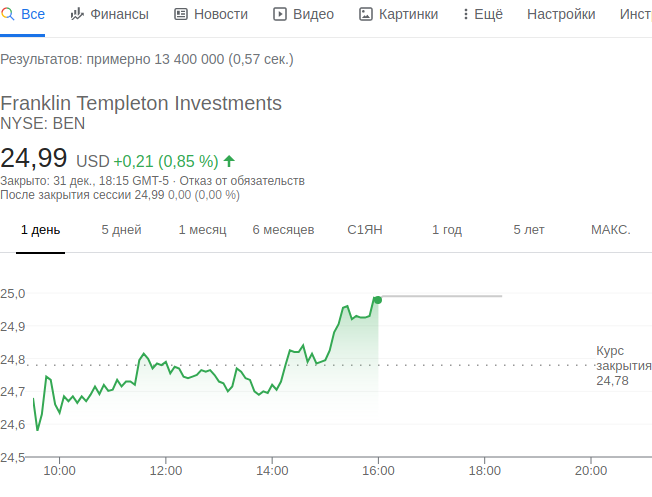 Все Финансы Новости Видео Картинки Ещё Настройки Инст
Результатов: примерно 13 400 000 (0,57 сек.)
Franklin Templeton Investments
NYSE: BEN
24,99 USD +0,21 (0,85 %)
Закрыто: 31 дек., 18:15 GMT-5 · Отказ от обязательств
После закрытия сессии 24,99 0,00 (0,00 %)
1 день 5 дней 1 месяц 6 месяцев С1ЯН 1 год 5 лет МАКС.
25,0
24,9
24,8
24,7
24,6
24,5
Курс
закрытия
24,78
10:00 12:00 14:00 16:00 18:00 20:00